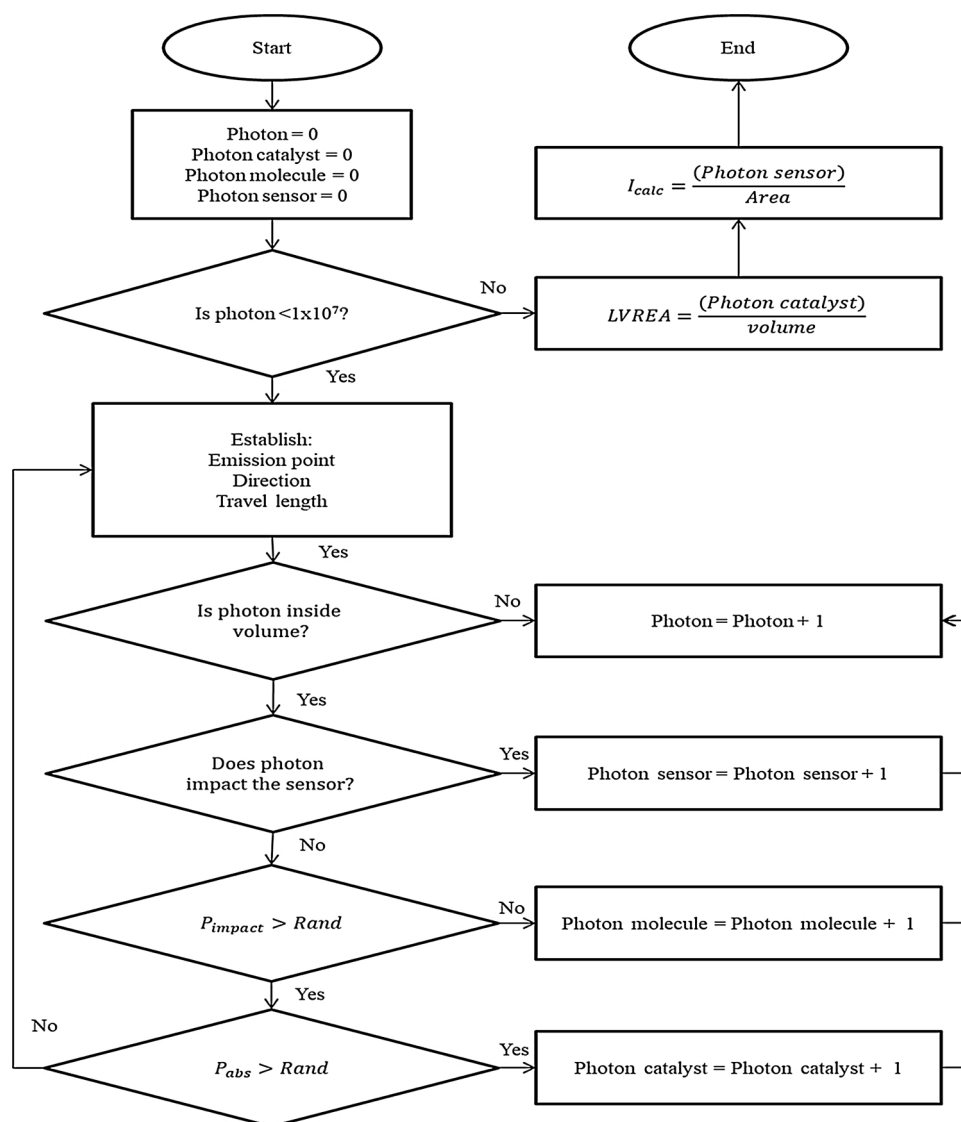 Start
End
Photon = 0
Photon catalyst = 0
Photon molecule = 0
Photon sensor = 0
I_calc = (Photon sensor) / Area
Is photon <1x10⁷?
No
LVREA = (Photon catalyst) / volume
Yes
Establish:
Emission point
Direction
Travel length
Yes
Is photon inside
volume?
No
Photon = Photon + 1
Yes
Does photon
impact the sensor?
Yes
Photon sensor = Photon sensor + 1
No
P_impact > Rand
No
Photon molecule = Photon molecule + 1
Yes
No
P_abs > Rand
Yes
Photon catalyst = Photon catalyst + 1